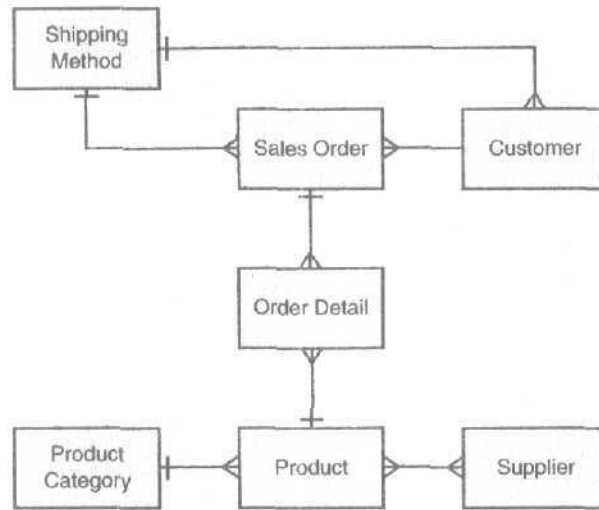 Shipping
Method
Sales Order
Customer
Order Detail
Product
Category
Product
Supplier